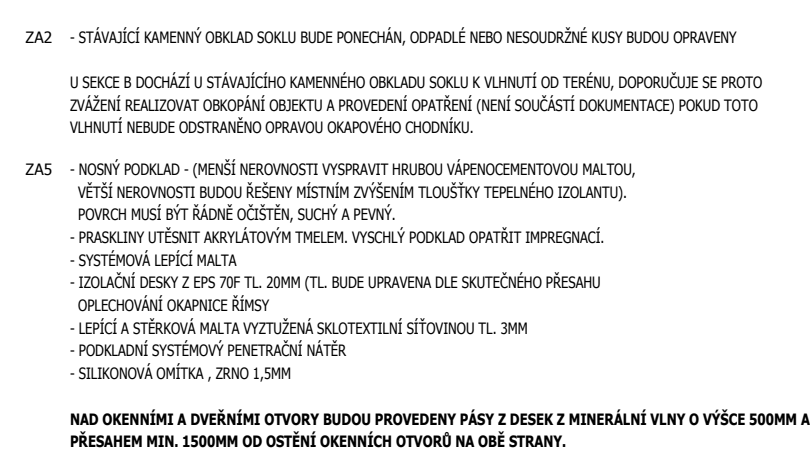 ZA2 - STÁVAJÍCÍ KAMENNÝ OBKLAD SOKLU BUDE PONECHÁN, ODPADLÉ NEBO NESOUDRŽNÉ KUSY BUDOU OPRAVENY
U SEKCE B DOCHÁZÍ U STÁVAJÍCÍHO KAMENNÉHO OBKLADU SOKLU K VLHNUTÍ OD TERÉNU, DOPORUČUJE SE PROTO
ZVÁŽENÍ REALIZOVAT OBKOPÁNÍ OBJEKTU A PROVEDENÍ OPATŘENÍ (NENÍ SOUČÁSTÍ DOKUMENTACE) POKUD TOTO
VLHNUTÍ NEBUDE ODSTRANĚNO OPRAVOU OKAPOVÉHO CHODNÍKU.
ZA5 - NOSNÝ PODKLAD - (MENŠÍ NEROVNOSTI VYSPRAVIT HRUBOU VÁPENOCEMENTOVOU MALTOU,
VĚTŠÍ NEROVNOSTI BUDOU ŘEŠENY MÍSTNÍM ZVÝŠENÍM TLOUŠŤKY TEPELNÉHO IZOLANTU).
POVRCH MUSÍ BÝT ŘÁDNĚ OČIŠTĚN, SUCHÝ A PEVNÝ.
- PRASKLINY UTĚSNIT AKRYLÁTOVÝM TMELEM. VYSCHLÝ PODKLAD OPATŘIT IMPREGNACÍ.
- SYSTÉMOVÁ LEPÍCÍ MALTA
- IZOLAČNÍ DESKY Z EPS 70F TL. 20MM (TL. BUDE UPRAVENA DLE SKUTEČNÉHO PŘESAHU
OPLECHOVÁNÍ OKAPNICE ŘÍMSY
- LEPÍCÍ A STĚRKOVÁ MALTA VYZTUŽENÁ SKLOTEXTILNÍ SÍŤOVINOU TL. 3MM
- PODKLADNÍ SYSTÉMOVÝ PENETRAČNÍ NÁTĚR
- SILIKONOVÁ OMÍTKA , ZRNO 1,5MM
NAD OKENNÍMI A DVEŘNÍMI OTVORY BUDOU PROVEDENY PÁSY Z DESEK Z MINERÁLNÍ VLNY O VÝŠCE 500MM A
PŘESAHEM MIN. 1500MM OD OSTĚNÍ OKENNÍCH OTVORŮ NA OBĚ STRANY.